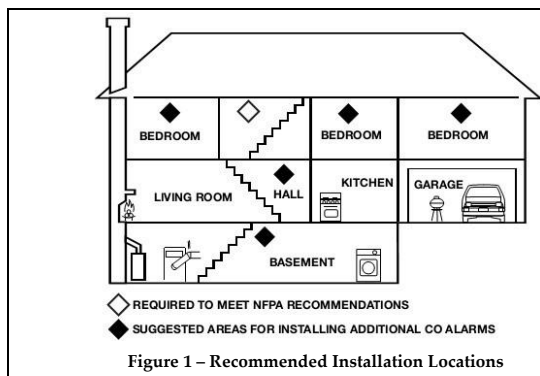 BEDROOM
BEDROOM
BEDROOM
LIVING ROOM
HALL
KITCHEN
GARAGE
BASEMENT
REQUIRED TO MEET NFPA RECOMMENDATIONS
SUGGESTED AREAS FOR INSTALLING ADDITIONAL CO ALARMS
Figure 1 – Recommended Installation Locations